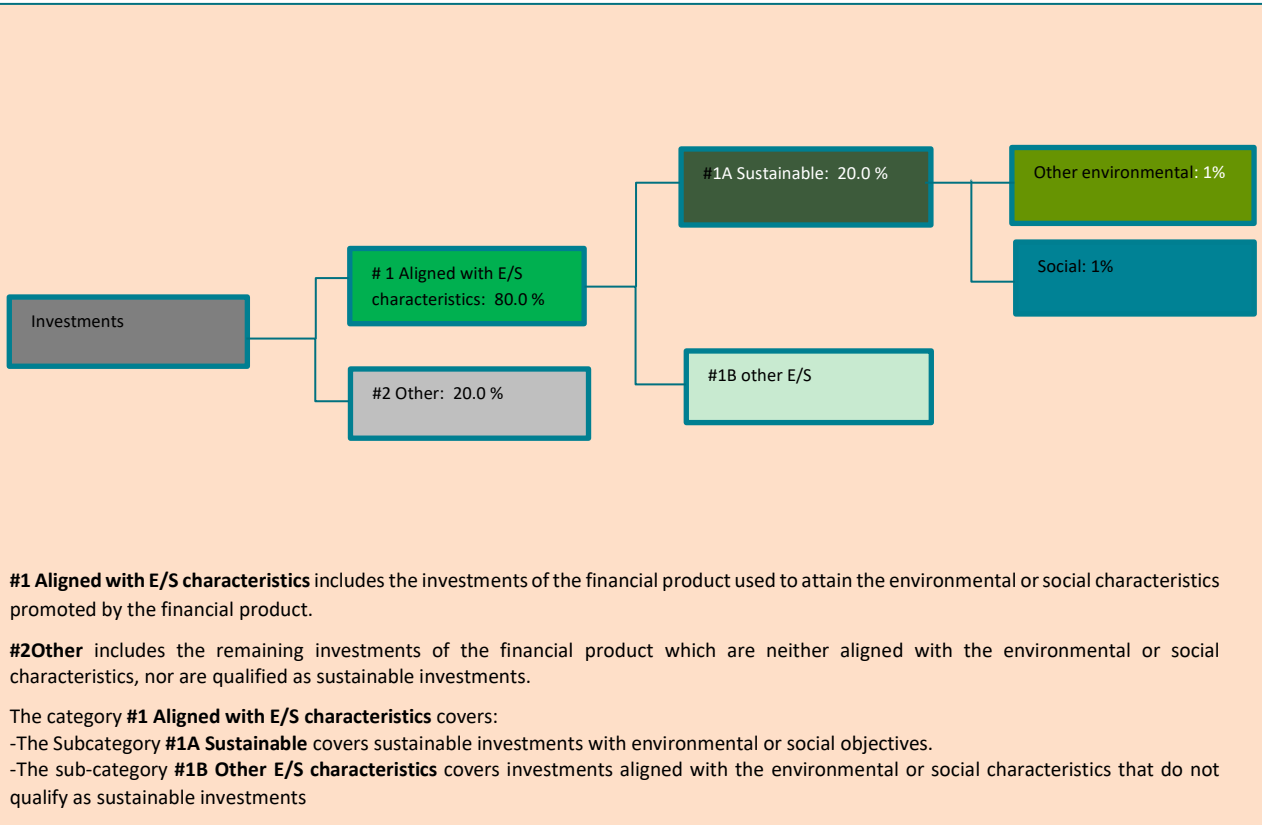 #1A Sustainable: 20.0 %
Other environmental: 1%
Social: 1%
# 1 Aligned with E/S
characteristics: 80.0 %
Investments
#2 Other: 20.0 %
#1B other E/S
#1 Aligned with E/S characteristics includes the investments of the financial product used to attain the environmental or social characteristics
promoted by the financial product.
#2Other includes the remaining investments of the financial product which are neither aligned with the environmental or social
characteristics, nor are qualified as sustainable investments.
The category #1 Aligned with E/S characteristics covers:
-The Subcategory #1A Sustainable covers sustainable investments with environmental or social objectives.
-The sub-category #1B Other E/S characteristics covers investments aligned with the environmental or social characteristics that do not
qualify as sustainable investments